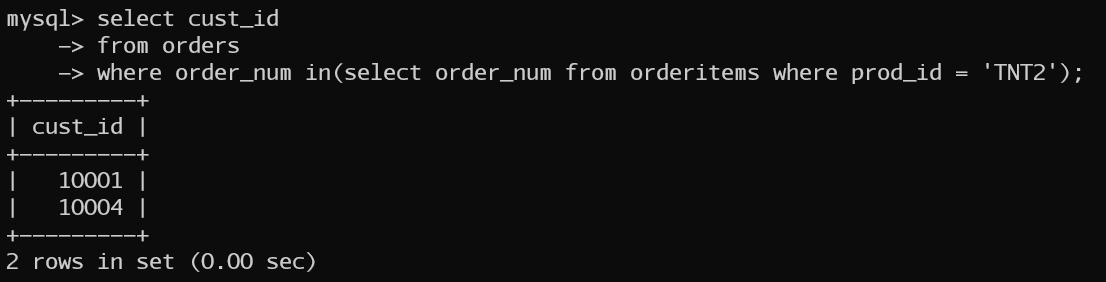 mysql> select cust_id
    -> from orders
    -> where order_num in(select order_num from orderitems where prod_id = 'TNT2');
+---------+
| cust_id |
+---------+
|   10001 |
|   10004 |
+---------+
2 rows in set (0.00 sec)